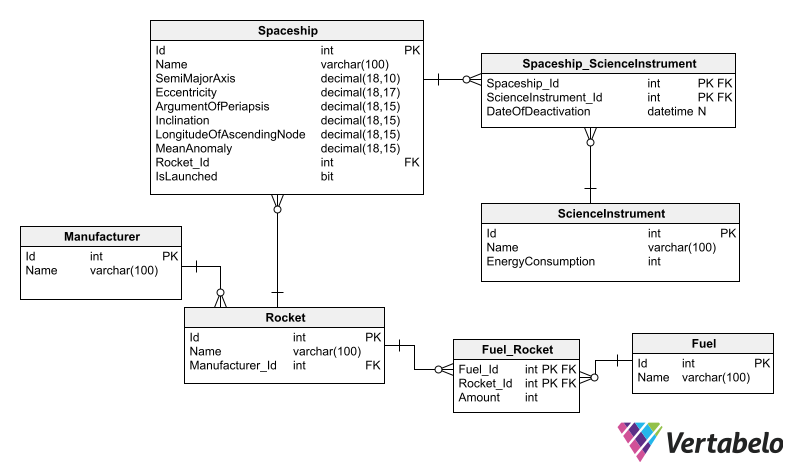 Spaceship
Id int PK
Name varchar(100)
SemiMajorAxis decimal(18,10)
Eccentricity decimal(18,17)
ArgumentOfPeriapsis decimal(18,15)
Inclination decimal(18,15)
LongitudeOfAscendingNode decimal(18,15)
MeanAnomaly decimal(18,15)
Rocket_Id int FK
IsLaunched bit
Spaceship_ScienceInstrument
Spaceship_Id int PK FK
ScienceInstrument_Id int PK FK
DateOfDeactivation datetime N
ScienceInstrument
Id int PK
Name varchar(100)
EnergyConsumption int
Manufacturer
Id int PK
Name varchar(100)
Rocket
Id int PK
Name varchar(100)
Manufacturer_Id int FK
Fuel_Rocket
Fuel_Id int PK FK
Rocket_Id int PK FK
Amount int
Fuel
Id int PK
Name varchar(100)
Vertabelo